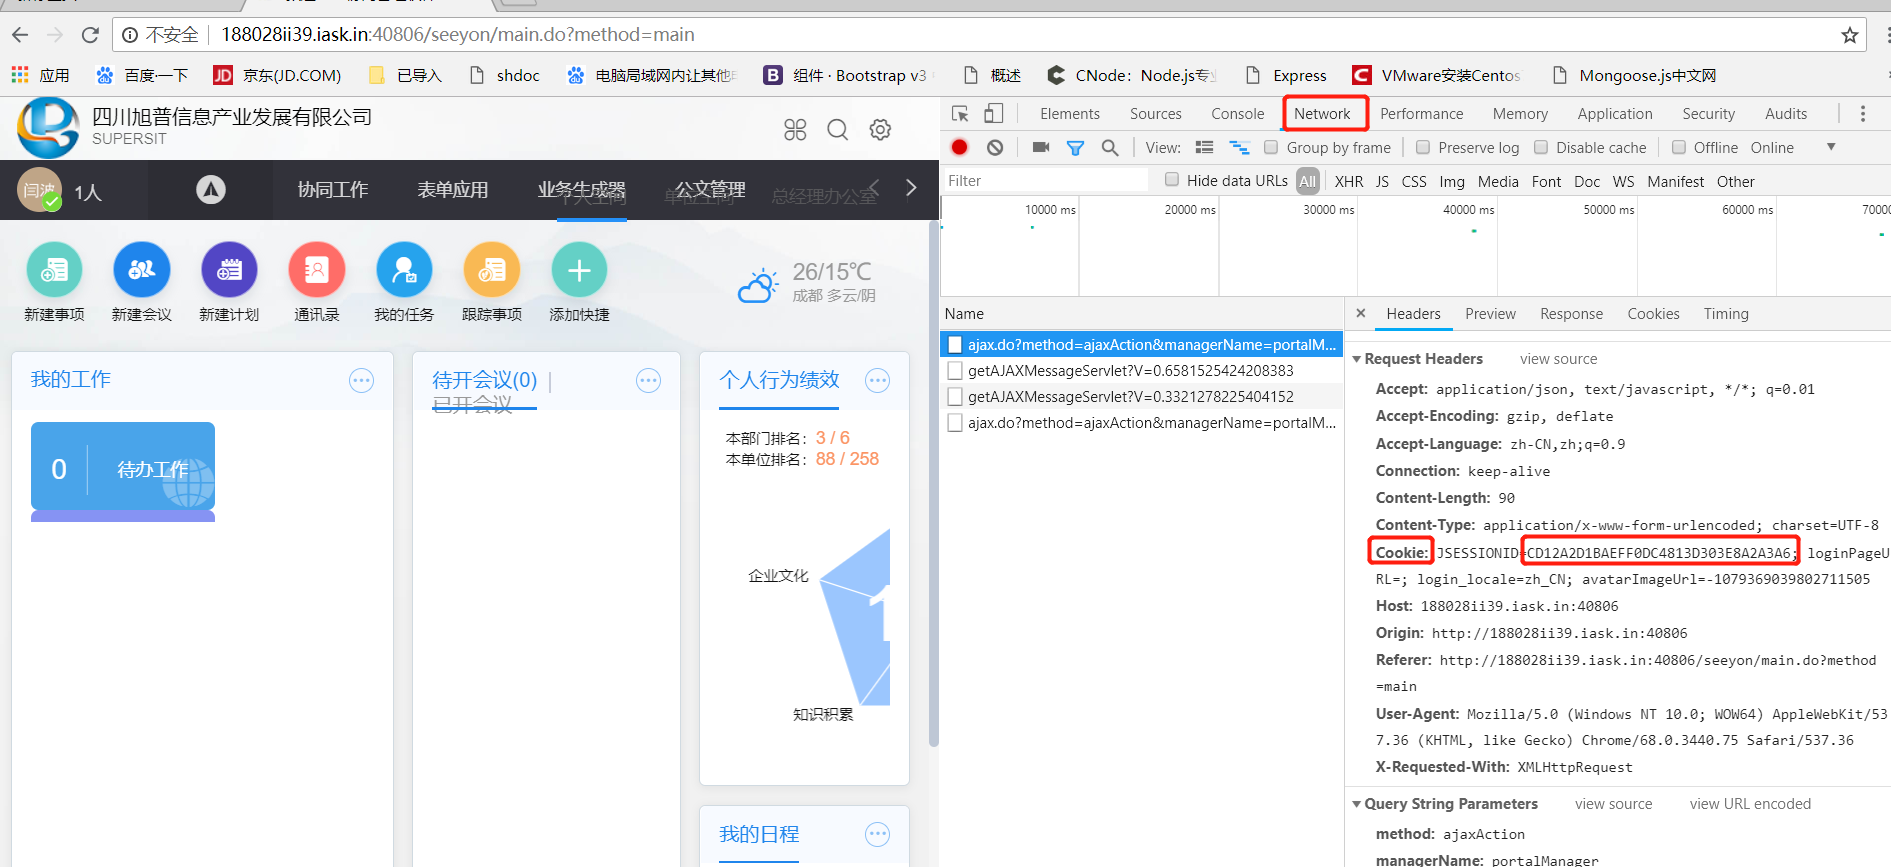 不安全 188028ii39.iask.in:40806/seeyon/main.do?method=main
应用 百度一下 京东(JD.COM) 已导入 shdoc 电脑局域网内让其他 组件 · Bootstrap v3 概述 CNode：Node.js专业 Express VMware安装Centos Mongoose.js中文网
四川旭普信息产业发展有限公司
SUPERSIT
闫波 1人 协同工作 表单应用 业务生成器 公文管理
个人空间 单位空间 总经理办公室
26/15℃
成都 多云/阴
新建事项 新建会议 新建计划 通讯录 我的任务 跟踪事项 添加快捷
我的工作
0 待办工作
待开会议(0)
已开会议
个人行为绩效
本部门排名：3 / 6
本单位排名：88 / 258
企业文化
1
知识积累
我的日程
Elements Sources Console Network Performance Memory Application Security Audits
View: Group by frame Preserve log Disable cache Offline Online
Filter Hide data URLs All XHR JS CSS Img Media Font Doc WS Manifest Other
10000 ms 20000 ms 30000 ms 40000 ms 50000 ms 60000 ms 70000
Name
ajax.do?method=ajaxAction&managerName=portalM...
getAJAXMessageServlet?V=0.6581525424208383
getAJAXMessageServlet?V=0.3321278225404152
ajax.do?method=ajaxAction&managerName=portalM...
× Headers Preview Response Cookies Timing
Request Headers view source
Accept: application/json, text/javascript, */*; q=0.01
Accept-Encoding: gzip, deflate
Accept-Language: zh-CN,zh;q=0.9
Connection: keep-alive
Content-Length: 90
Content-Type: application/x-www-form-urlencoded; charset=UTF-8
Cookie: JSESSIONID=CD12A2D1BAEFF0DC4813D303E8A2A3A6; loginPageU
RL=; login_locale=zh_CN; avatarImageUrl=-1079369039802711505
Host: 188028ii39.iask.in:40806
Origin: http://188028ii39.iask.in:40806
Referer: http://188028ii39.iask.in:40806/seeyon/main.do?method
=main
User-Agent: Mozilla/5.0 (Windows NT 10.0; WOW64) AppleWebKit/53
7.36 (KHTML, like Gecko) Chrome/68.0.3440.75 Safari/537.36
X-Requested-With: XMLHttpRequest
Query String Parameters view source view URL encoded
method: ajaxAction
managerName: portalManager